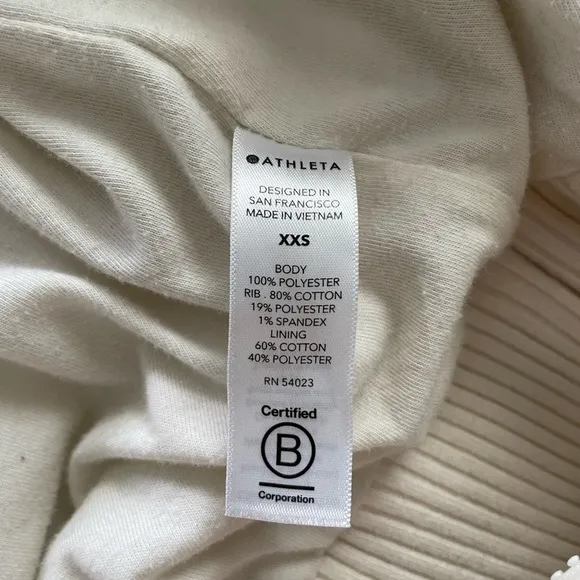 ATHLETA
DESIGNED IN
SAN FRANCISCO
MADE IN VIETNAM
XXS
BODY
100% POLYESTER
RIB . 80% COTTON
19% POLYESTER
1% SPANDEX
LINING
60% COTTON
40% POLYESTER
RN 54023
Certified
B
Corporation